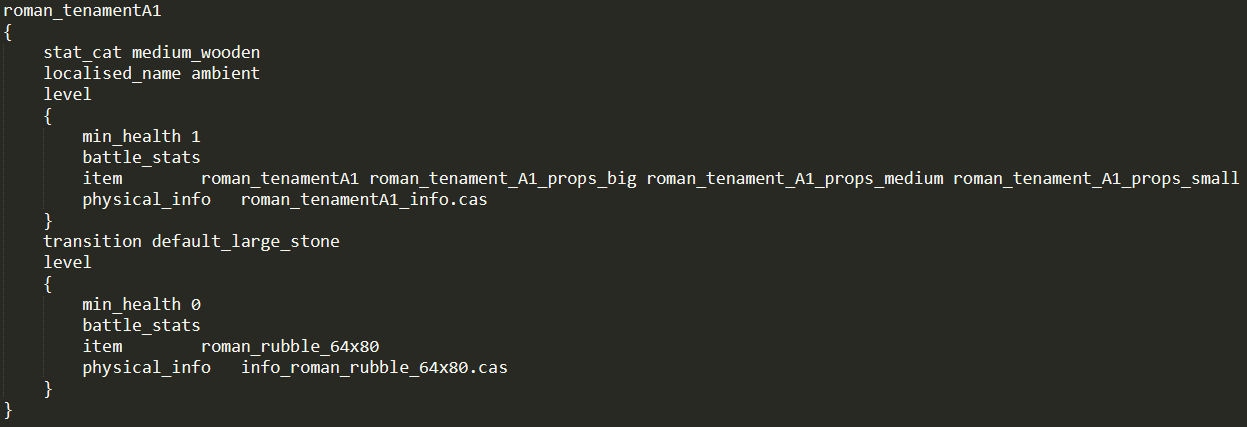 roman_tenamentA1
{
    stat_cat medium_wooden
    localised_name ambient
    level
    {
        min_health 1
        battle_stats
        item        roman_tenamentA1 roman_tenament_A1_props_big roman_tenament_A1_props_medium roman_tenament_A1_props_small
        physical_info   roman_tenamentA1_info.cas
    }
    transition default_large_stone
    level
    {
        min_health 0
        battle_stats
        item        roman_rubble_64x80
        physical_info   info_roman_rubble_64x80.cas
    }
}